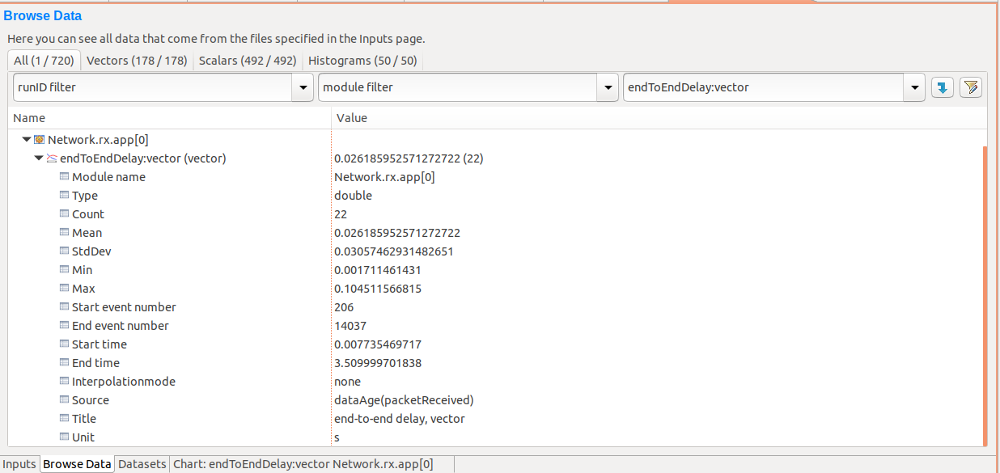 Browse Data
Here you can see all data that come from the files specified in the Inputs page.
All (1 / 720) Vectors (178 / 178) Scalars (492 / 492) Histograms (50 / 50)
runID filter module filter endToEndDelay:vector
Name Value
Network.rx.app[0]
endToEndDelay:vector (vector) 0.026185952571272722 (22)
Module name Network.rx.app[0]
Type double
Count 22
Mean 0.026185952571272722
StdDev 0.03057462931482651
Min 0.001711461431
Max 0.104511566815
Start event number 206
End event number 14037
Start time 0.007735469717
End time 3.509999701838
Interpolationmode none
Source dataAge(packetReceived)
Title end-to-end delay, vector
Unit s
Inputs Browse Data Datasets Chart: endToEndDelay:vector Network.rx.app[0]